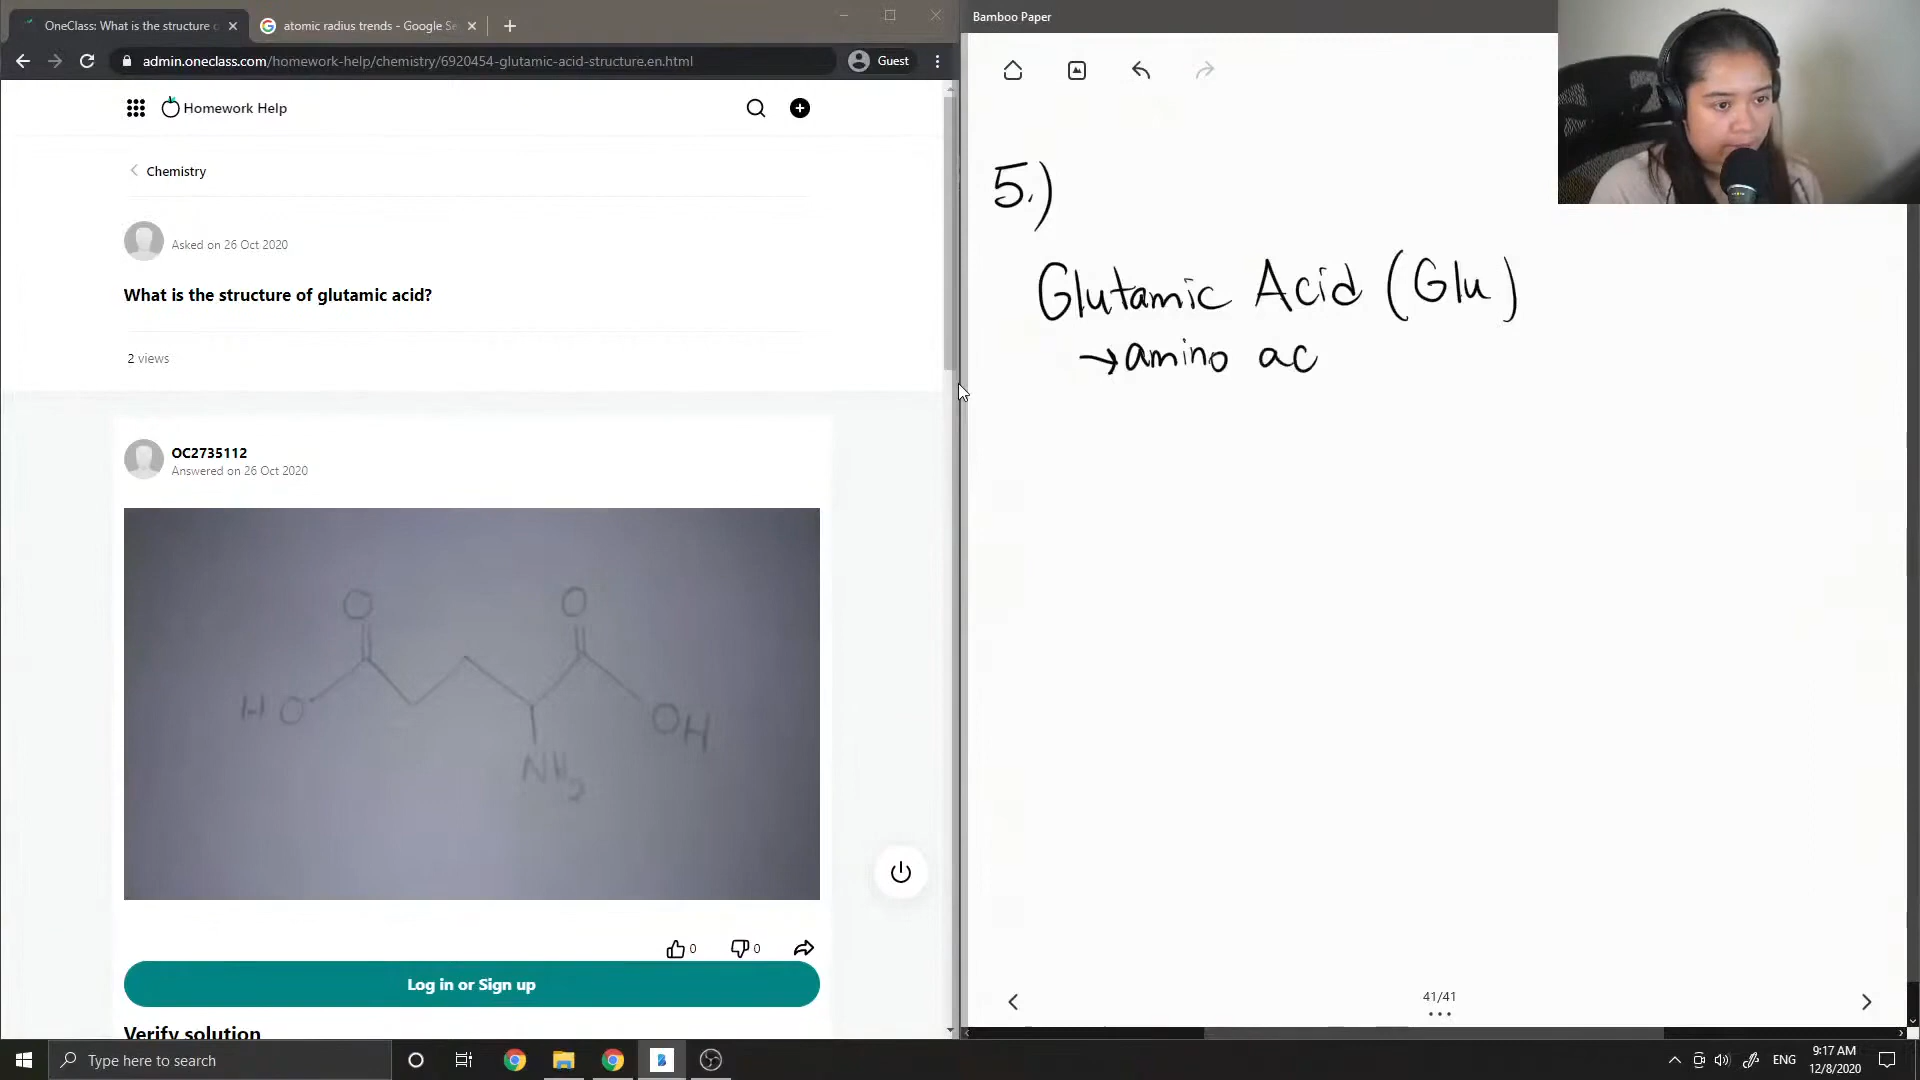 OneClass: What is the structure o
atomic radius trends - Google Se
admin.oneclass.com/homework-help/chemistry/6920454-glutamic-acid-structure.en.html
Guest
Homework Help
Chemistry
Asked on 26 Oct 2020
What is the structure of glutamic acid?
2 views
OC2735112
Answered on 26 Oct 2020
O O
H O OH
NH2
0 0
Log in or Sign up
Verify solution
Bamboo Paper
5.)
Glutamic Acid (Glu)
→amino ac
41/41
Type here to search
B
ENG
9:17 AM
12/8/2020